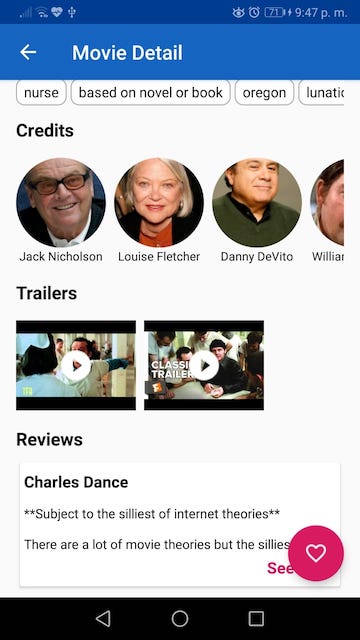 71 9:47 p. m.
Movie Detail
nurse based on novel or book oregon lunatic
Credits
Jack Nicholson Louise Fletcher Danny DeVito William
Trailers
CLASSIC
TRAILER
Reviews
Charles Dance
**Subject to the silliest of internet theories**
There are a lot of movie theories but the sillies
See